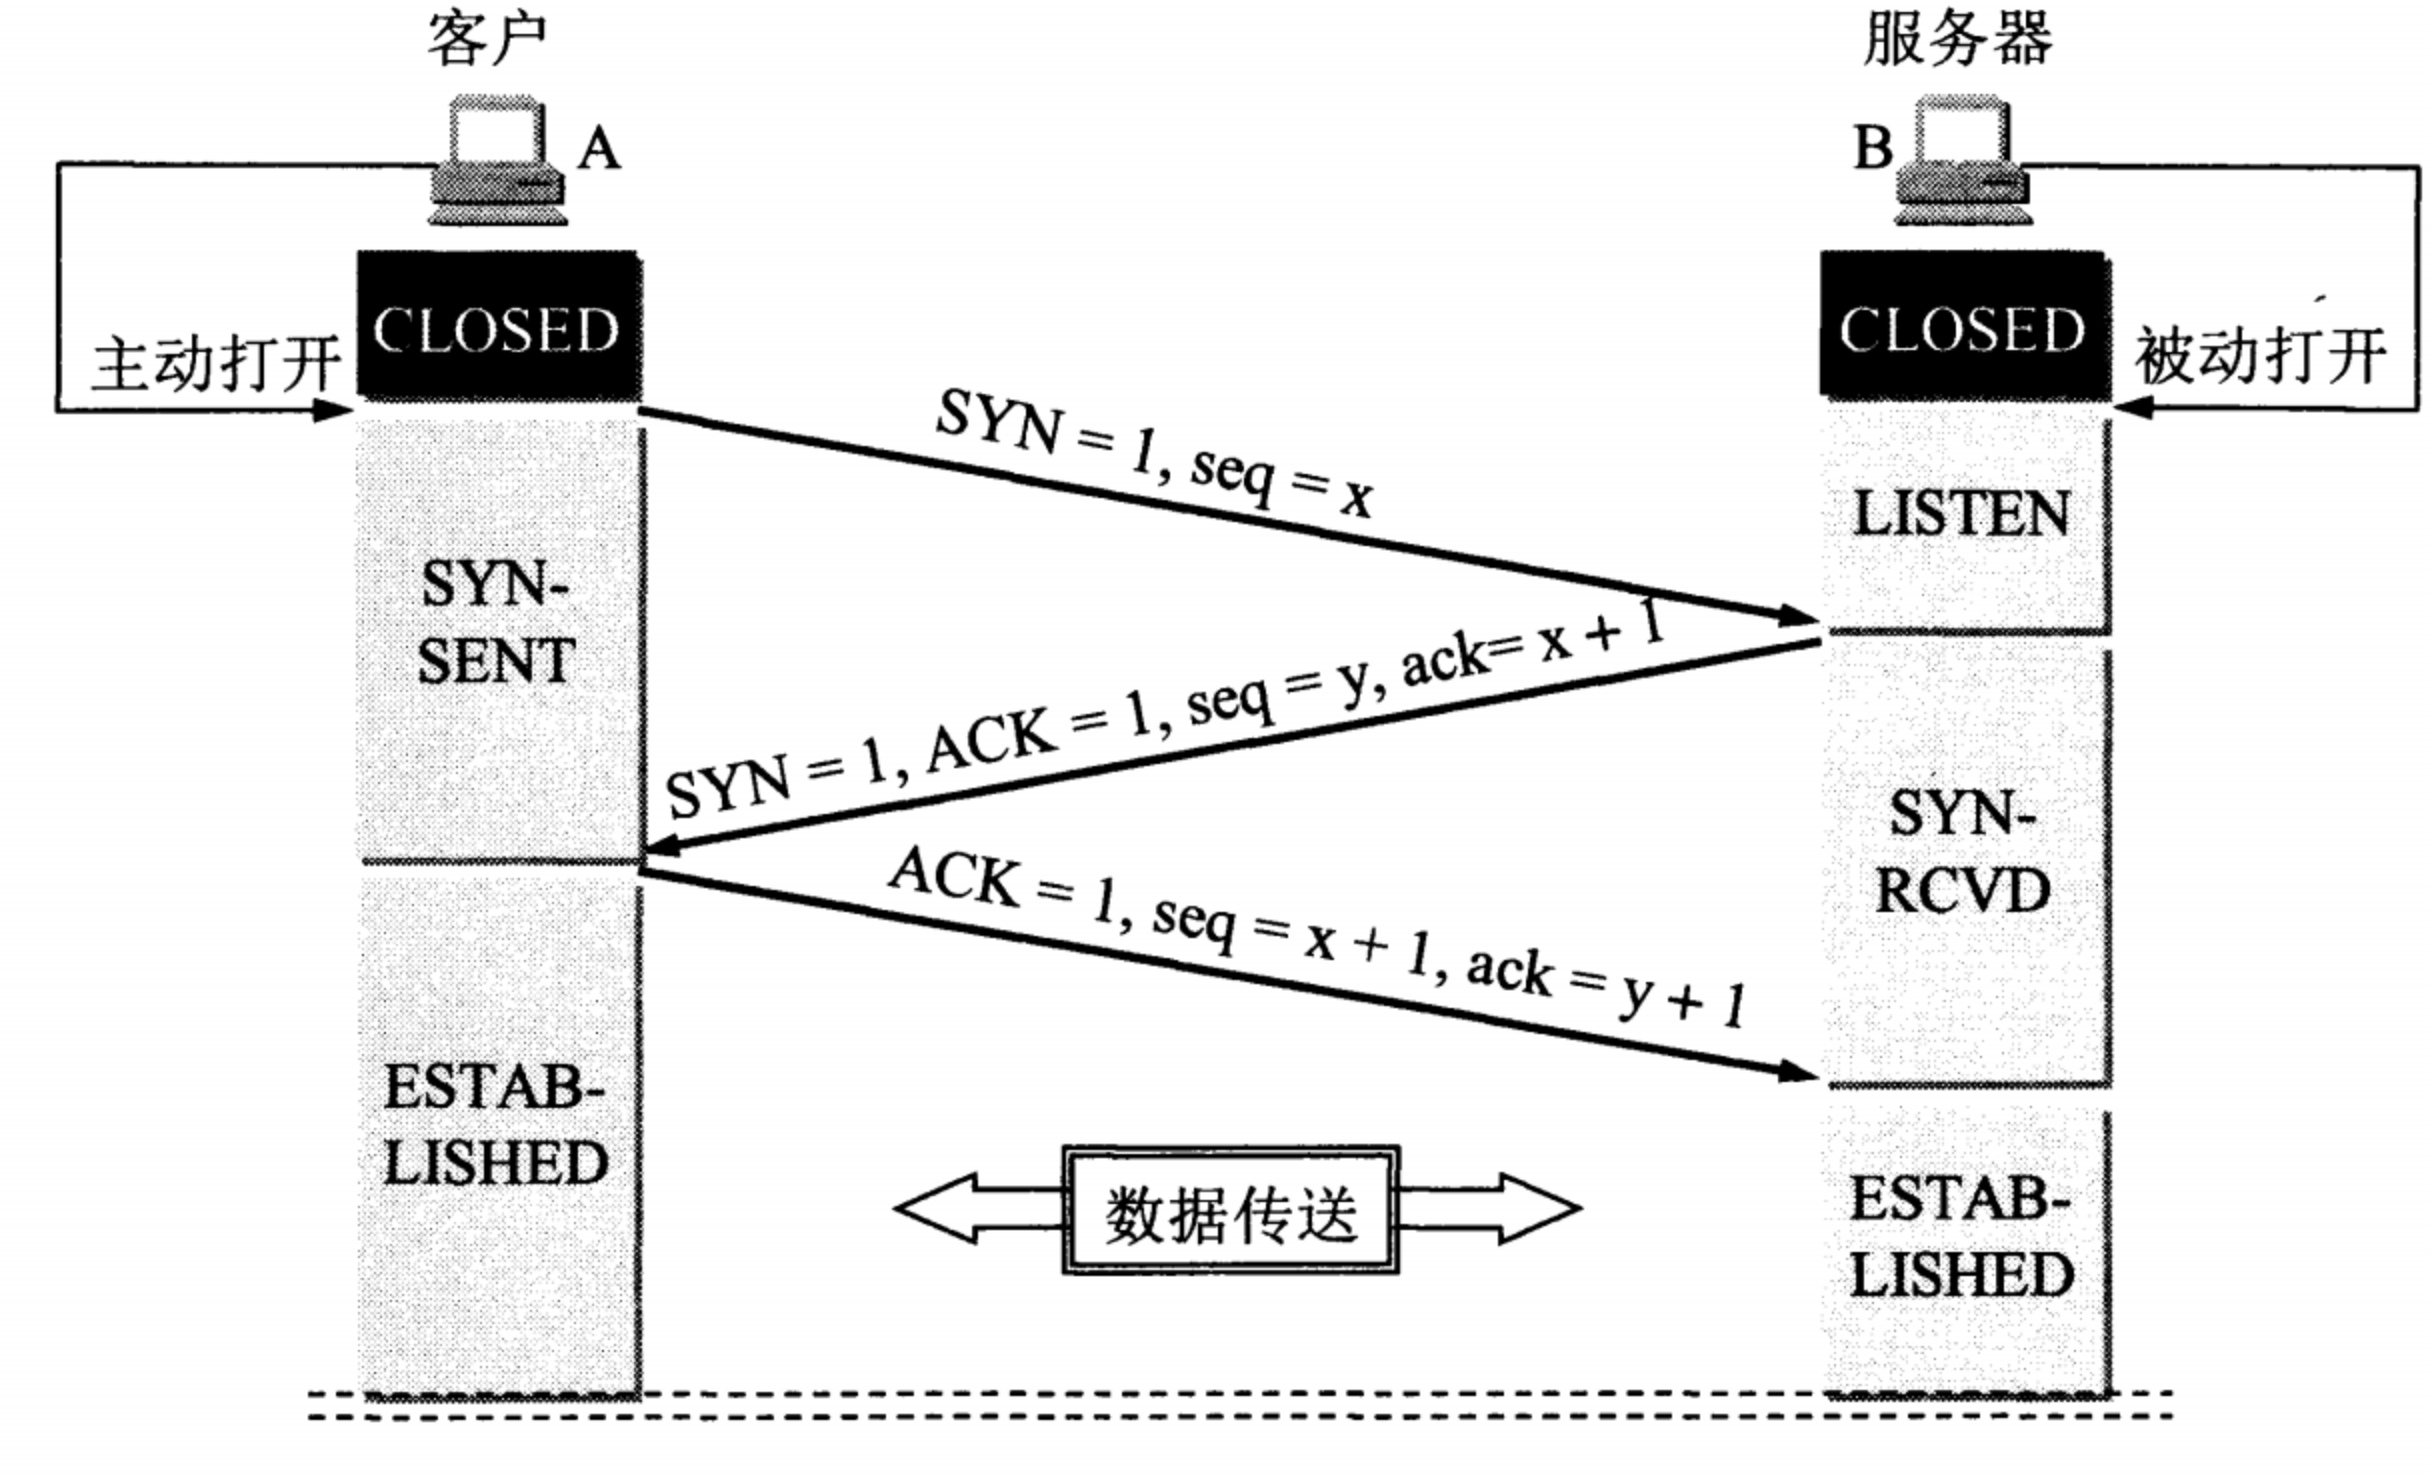 客户
服务器
A
B
CLOSED
CLOSED
主动打开
被动打开
SYN = 1, seq = x
LISTEN
SYN-
SENT
SYN = 1, ACK = 1, seq = y, ack= x + 1
SYN-
RCVD
ACK = 1, seq = x + 1, ack = y + 1
ESTAB-
LISHED
数据传送
ESTAB-
LISHED